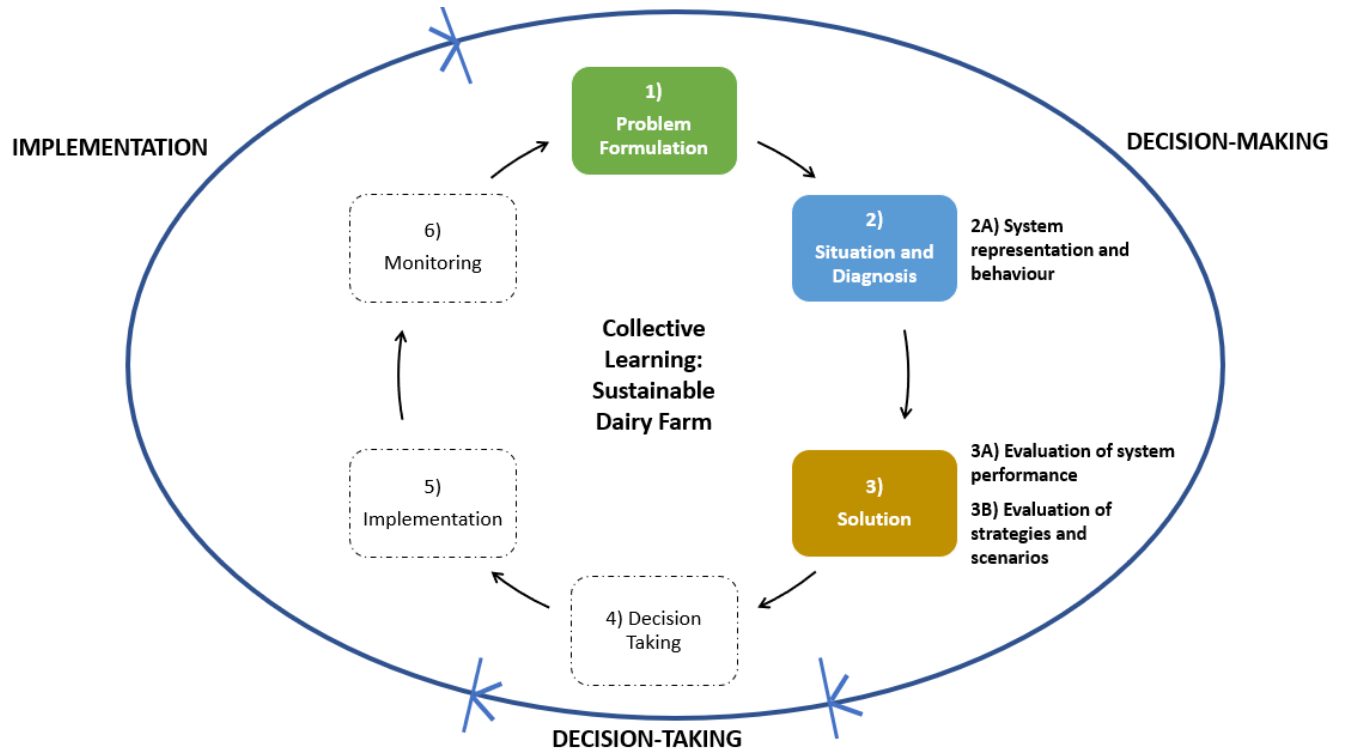 1)
Problem
Formulation
IMPLEMENTATION
DECISION-MAKING
2)
Situation and
Diagnosis
2A) System
representation and
behaviour
6)
Monitoring
Collective
Learning:
Sustainable
Dairy Farm
3)
Solution
3A) Evaluation of system
performance
3B) Evaluation of
strategies and
scenarios
5)
Implementation
4) Decision
Taking
DECISION-TAKING